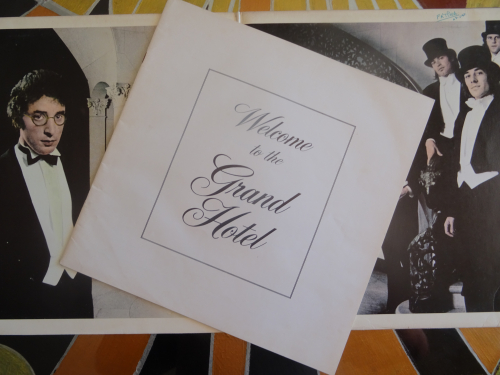 Welcome
to the
Grand
Hotel